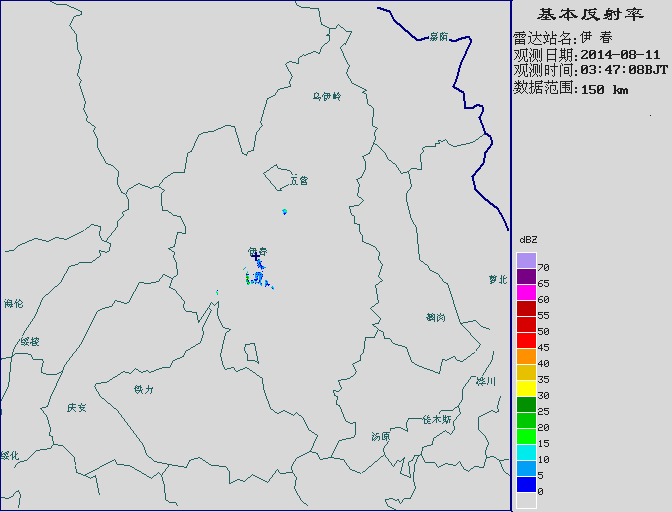 基本反射率
雷达站名:伊 春
观测日期:2014-08-11
观测时间:03:47:08BJT
数据范围:150 km
嘉荫
乌伊岭
五营
伊春
萝北
海伦
鹤岗
绥棱
桦川
铁力
庆安
佳木斯
汤原
绥化
dBZ
70
65
60
55
50
45
40
35
30
25
20
15
10
5
0